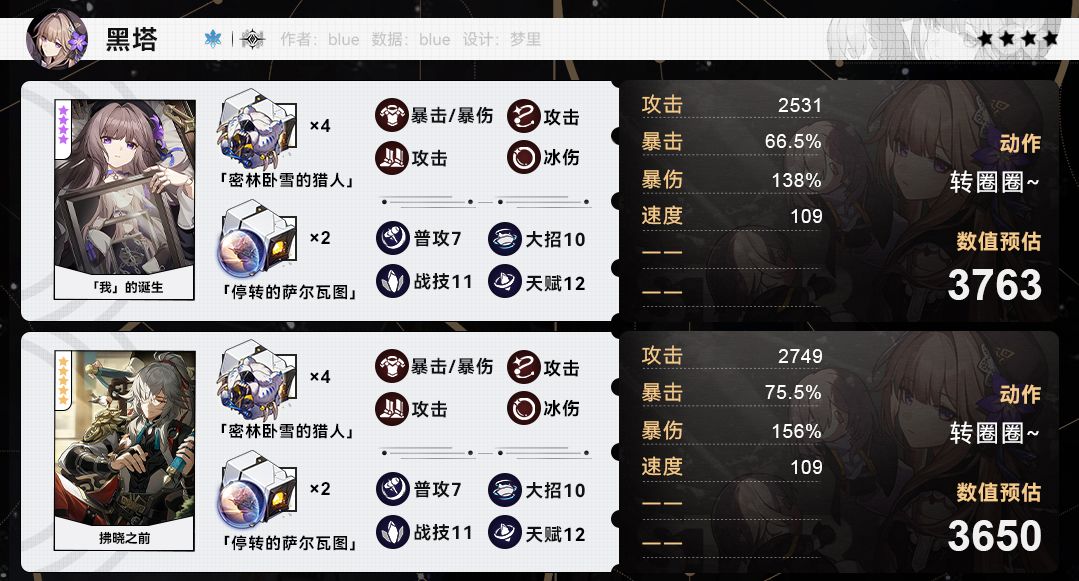 黑塔
作者：blue 数据：blue 设计：梦里
×4
「密林卧雪的猎人」
×2
「停转的萨尔瓦图」
「我」的诞生
暴击/暴伤
攻击
攻击
冰伤
普攻7
大招10
战技11
天赋12
攻击 2531
暴击 66.5%
暴伤 138%
速度 109
——
——
动作
转圈圈~
数值预估
3763
×4
「密林卧雪的猎人」
×2
「停转的萨尔瓦图」
拂晓之前
暴击/暴伤
攻击
攻击
冰伤
普攻7
大招10
战技11
天赋12
攻击 2749
暴击 75.5%
暴伤 156%
速度 109
——
——
动作
转圈圈~
数值预估
3650